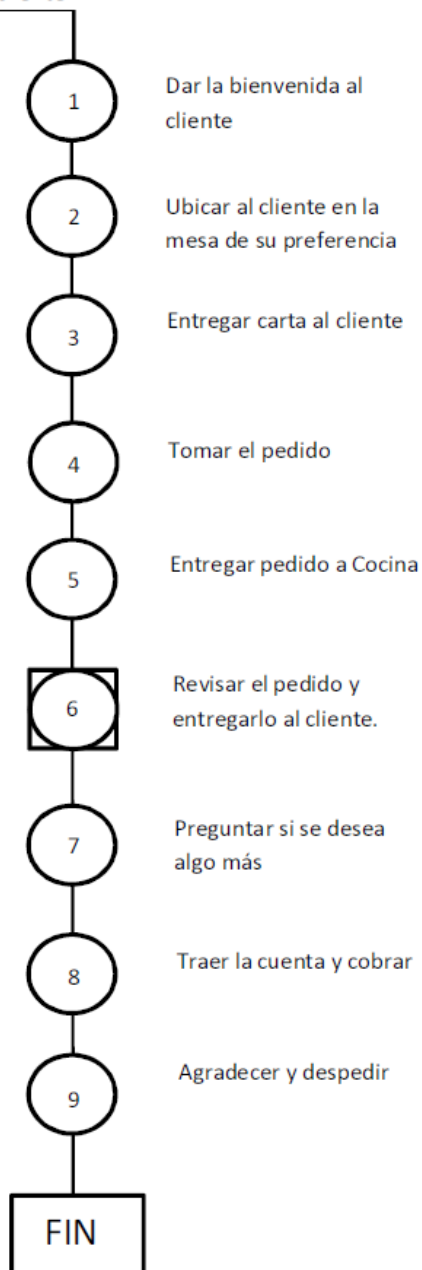 1
Dar la bienvenida al
cliente
2
Ubicar al cliente en la
mesa de su preferencia
3
Entregar carta al cliente
4
Tomar el pedido
5
Entregar pedido a Cocina
6
Revisar el pedido y
entregarlo al cliente.
7
Preguntar si se desea
algo más
8
Traer la cuenta y cobrar
9
Agradecer y despedir
FIN